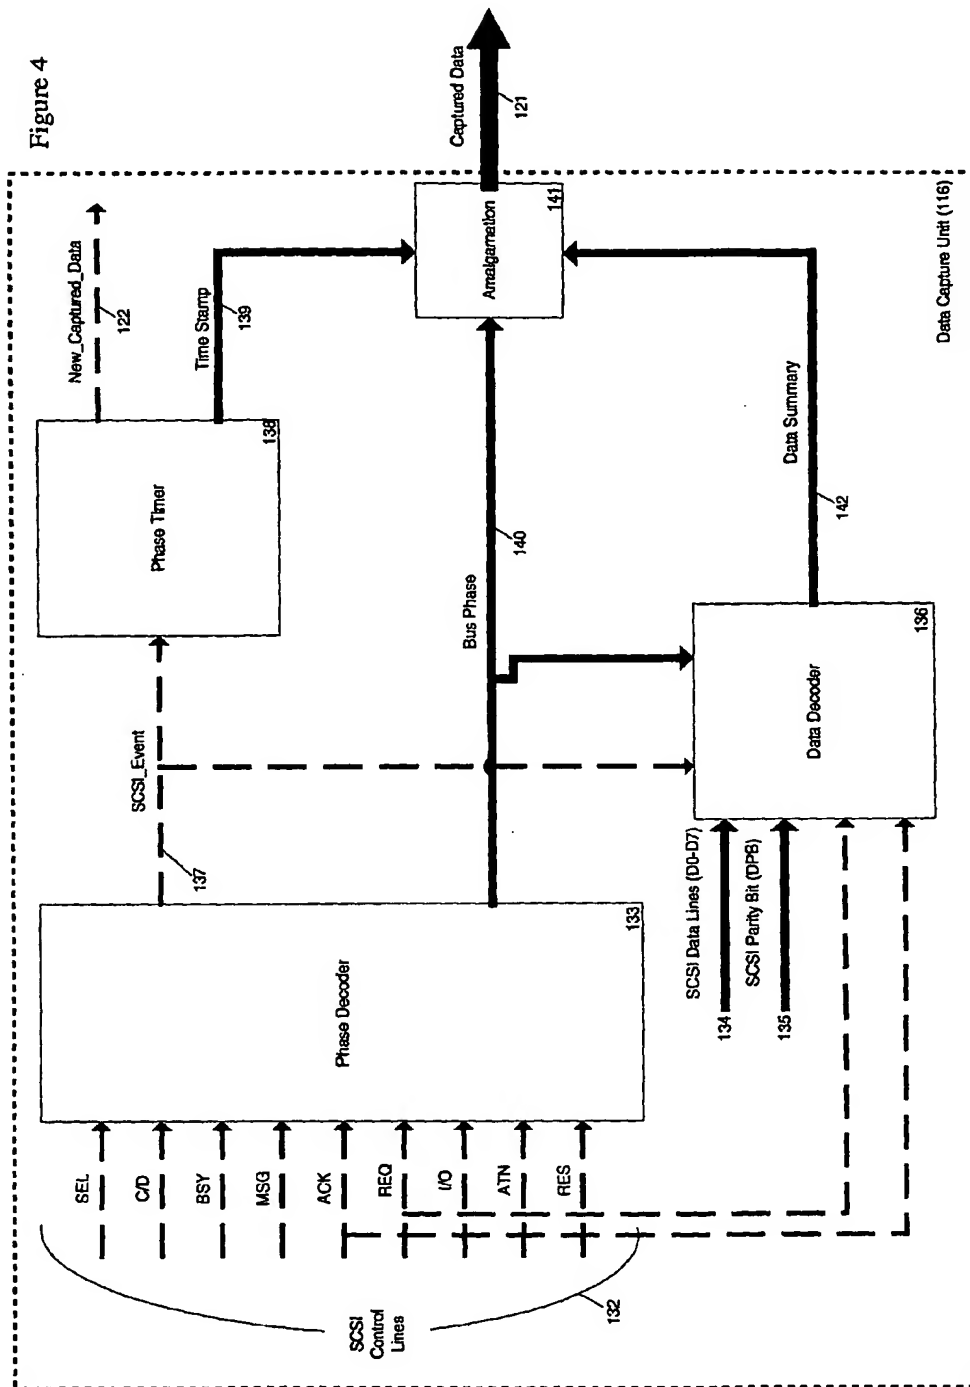 Figure 4
SCSI
Control
Lines
132
SEL
C/D
BSY
MSG
ACK
REQ
I/O
ATN
RES
Phase Decoder
133
137
SCSI_Event
Phase Timer
138
New_Captured_Data
122
Time Stamp
139
Bus Phase
140
Amalgamation
141
Captured Data
121
134
SCSI Data Lines (D0-D7)
135
SCSI Parity Bit (DPB)
Data Decoder
136
142
Data Summary
Data Capture Unit (116)